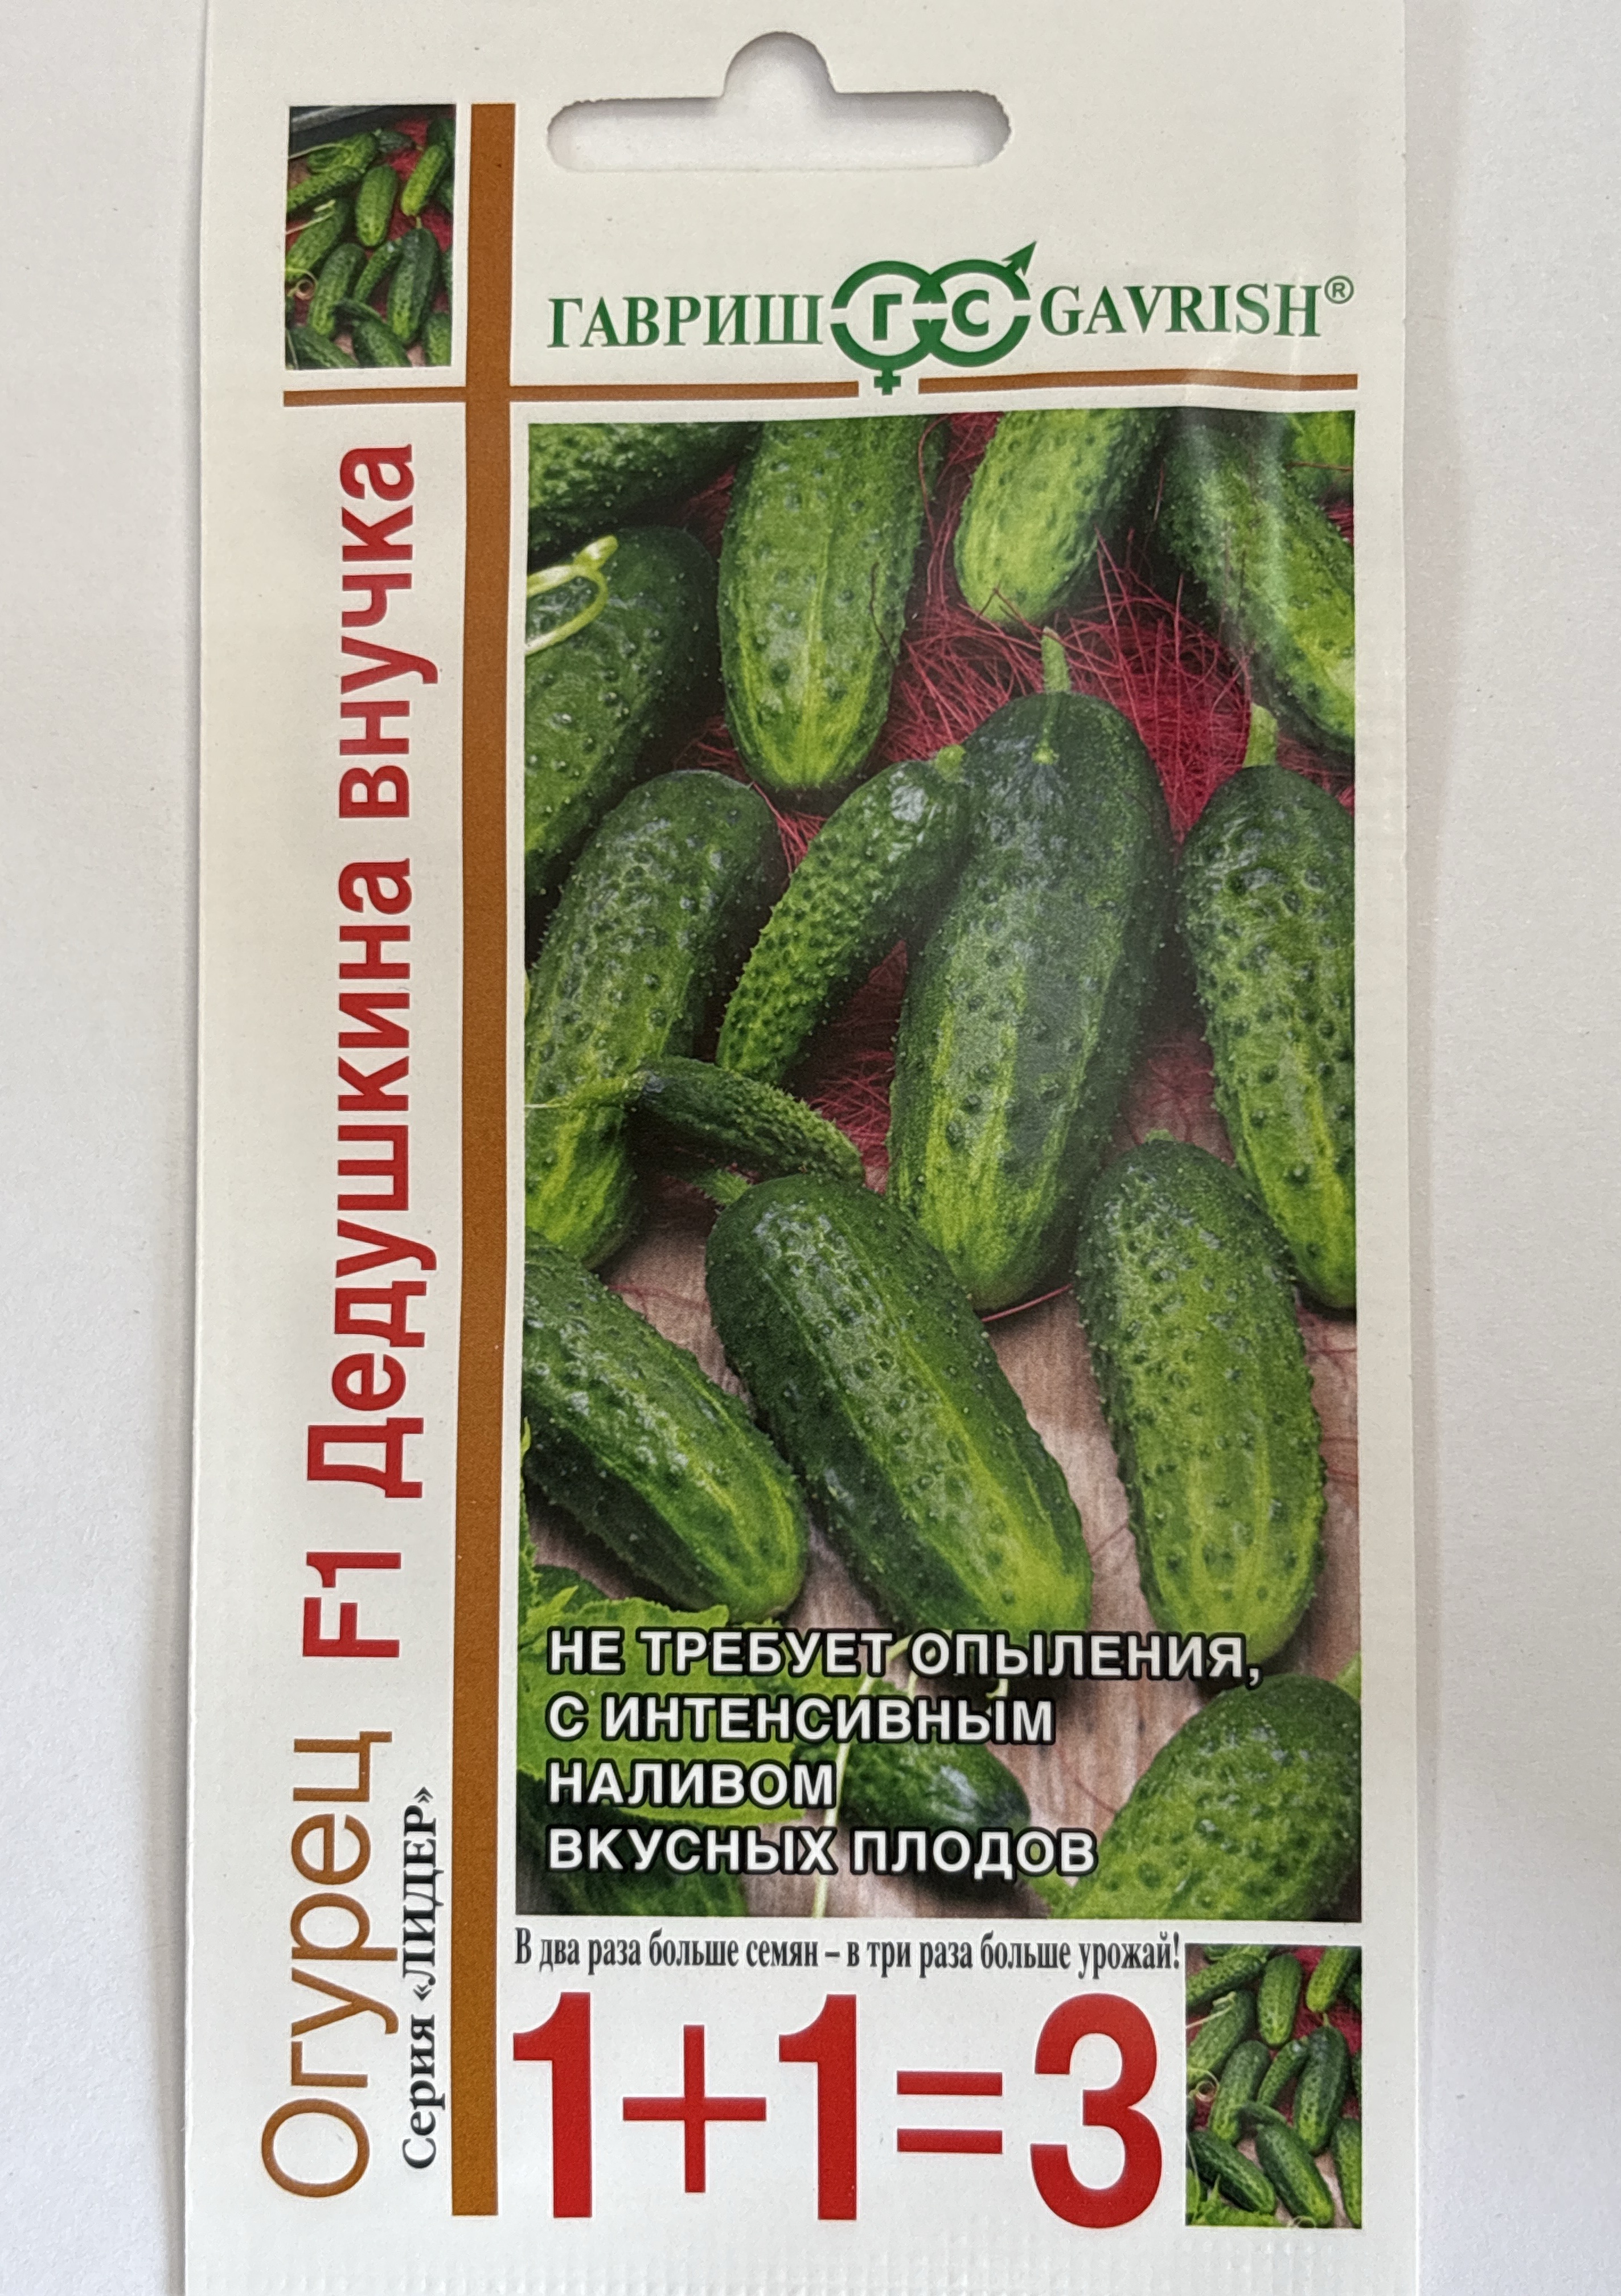 ГАВРИШ ГС GAVRISH®
Огурец F1 Дедушкина внучка
Серия «ЛИДЕР»
НЕ ТРЕБУЕТ ОПЫЛЕНИЯ,
С ИНТЕНСИВНЫМ
НАЛИВОМ
ВКУСНЫХ ПЛОДОВ
В два раза больше семян – в три раза больше урожай!
1+1=3